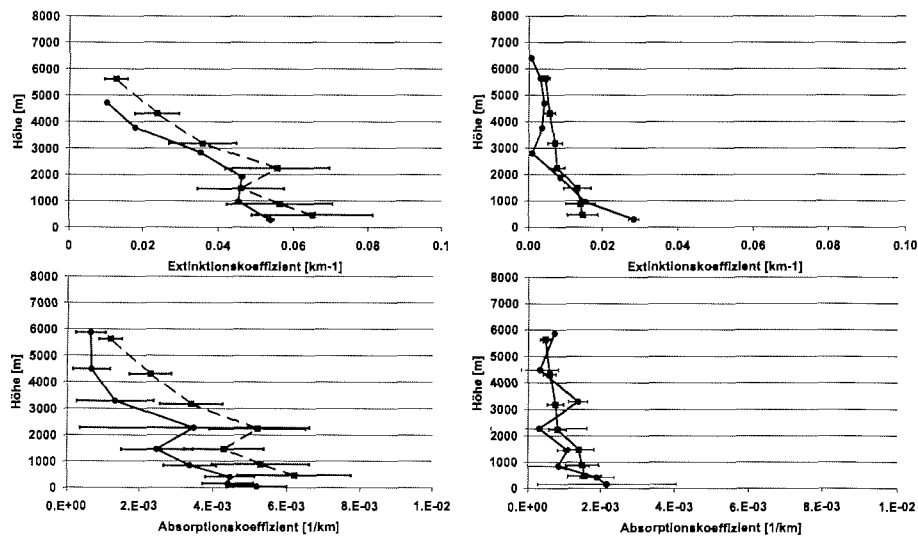 8000
7000
6000
5000
4000
3000
2000
1000
0
Höhe [m]
0
0.02
0.04
0.06
0.08
0.1
Extinktionskoeffizient [km-1]
8000
7000
6000
5000
4000
3000
2000
1000
0
Höhe [m]
0.00
0.02
0.04
0.06
0.08
0.10
Extinktionskoeffizient [km-1]
8000
7000
6000
5000
4000
3000
2000
1000
0
Höhe [m]
0.E+00
2.E-03
4.E-03
6.E-03
8.E-03
1.E-02
Absorptionskoeffizient [1/km]
8000
7000
6000
5000
4000
3000
2000
1000
0
Höhe [m]
0.E+00
2.E-03
4.E-03
6.E-03
8.E-03
1.E-02
Absorptionskoeffizient [1/km]